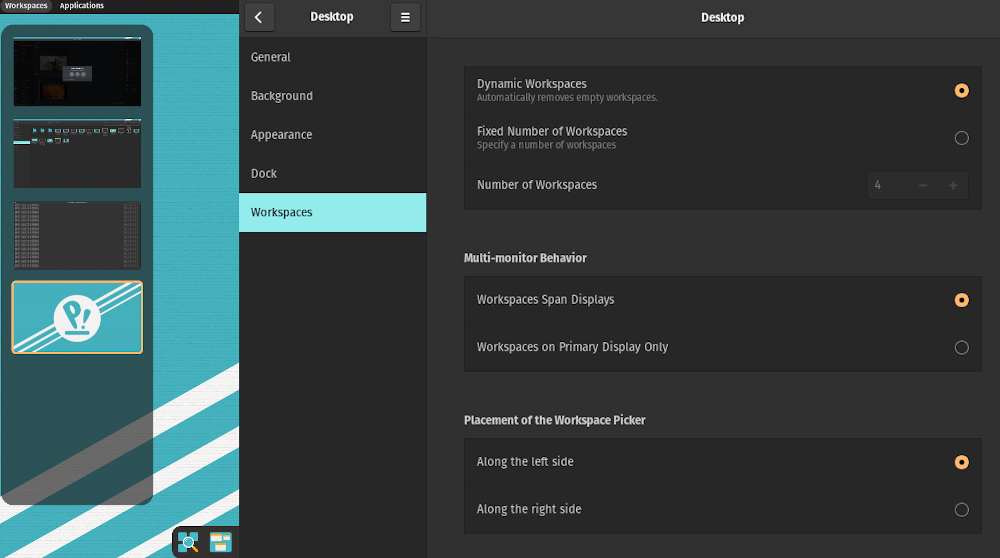 Workspaces Applications
Desktop
General
Background
Appearance
Dock
Workspaces
Desktop
Dynamic Workspaces
Automatically removes empty workspaces.
Fixed Number of Workspaces
Specify a number of workspaces
Number of Workspaces 4 − +
Multi-monitor Behavior
Workspaces Span Displays
Workspaces on Primary Display Only
Placement of the Workspace Picker
Along the left side
Along the right side
P!